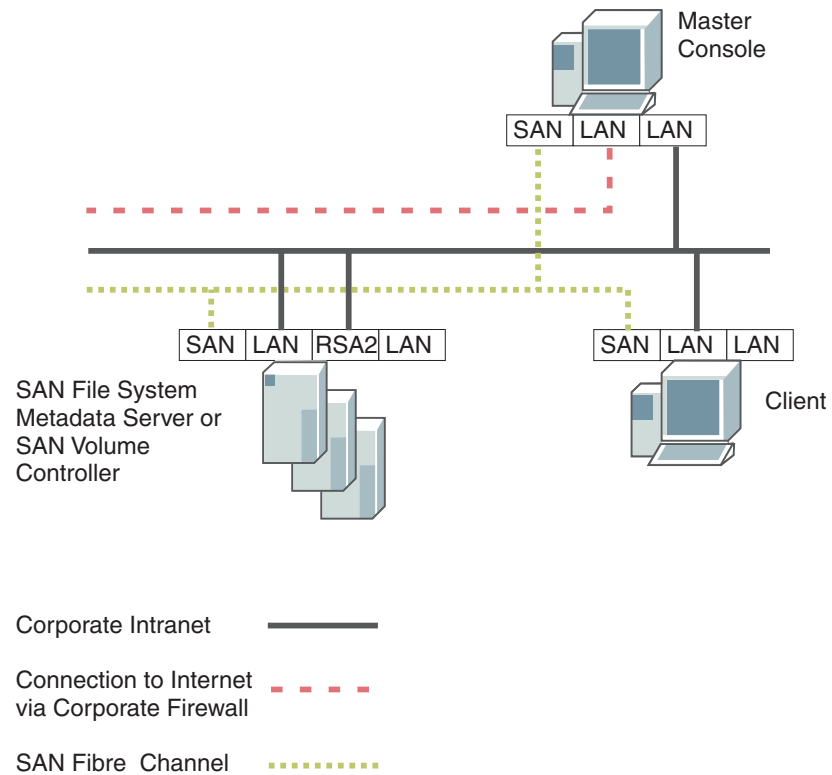 Master
Console
SAN LAN LAN
SAN LAN RSA2 LAN
SAN LAN LAN
SAN File System
Metadata Server or
SAN Volume
Controller
Client
Corporate Intranet
Connection to Internet
via Corporate Firewall
SAN Fibre Channel